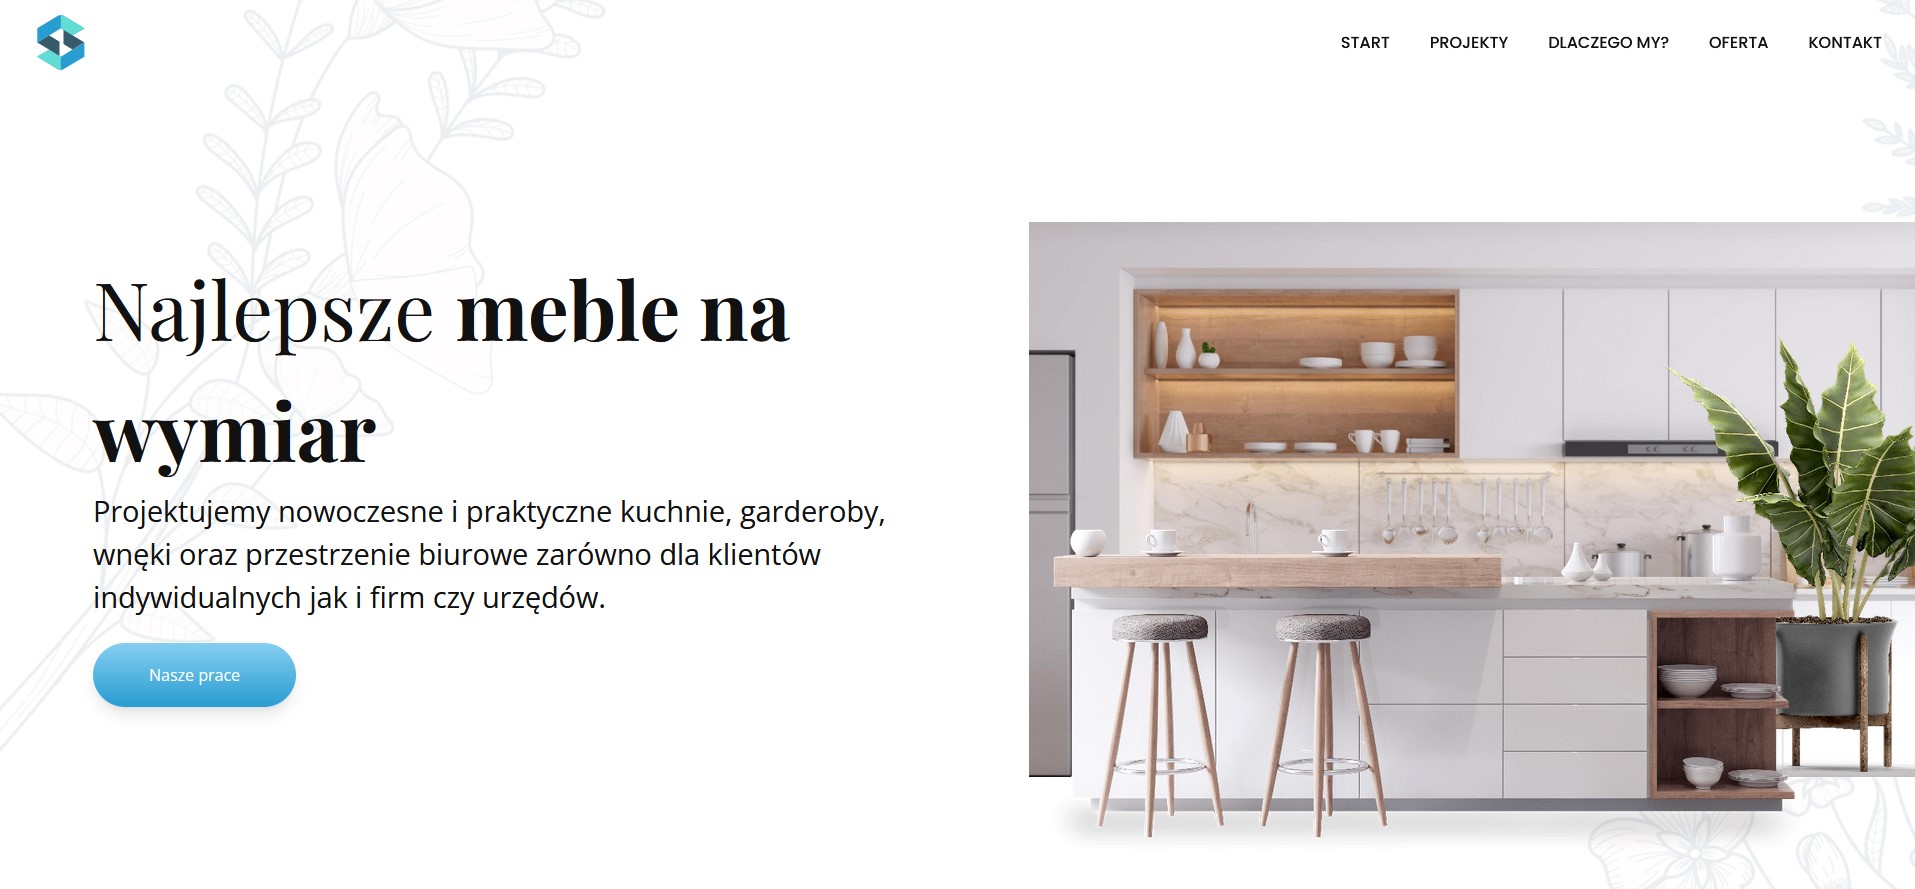 START PROJEKTY DLACZEGO MY? OFERTA KONTAKT
Najlepsze meble na
wymiar
Projektujemy nowoczesne i praktyczne kuchnie, garderoby,
wnęki oraz przestrzenie biurowe zarówno dla klientów
indywidualnych jak i firm czy urzędów.
Nasze prace